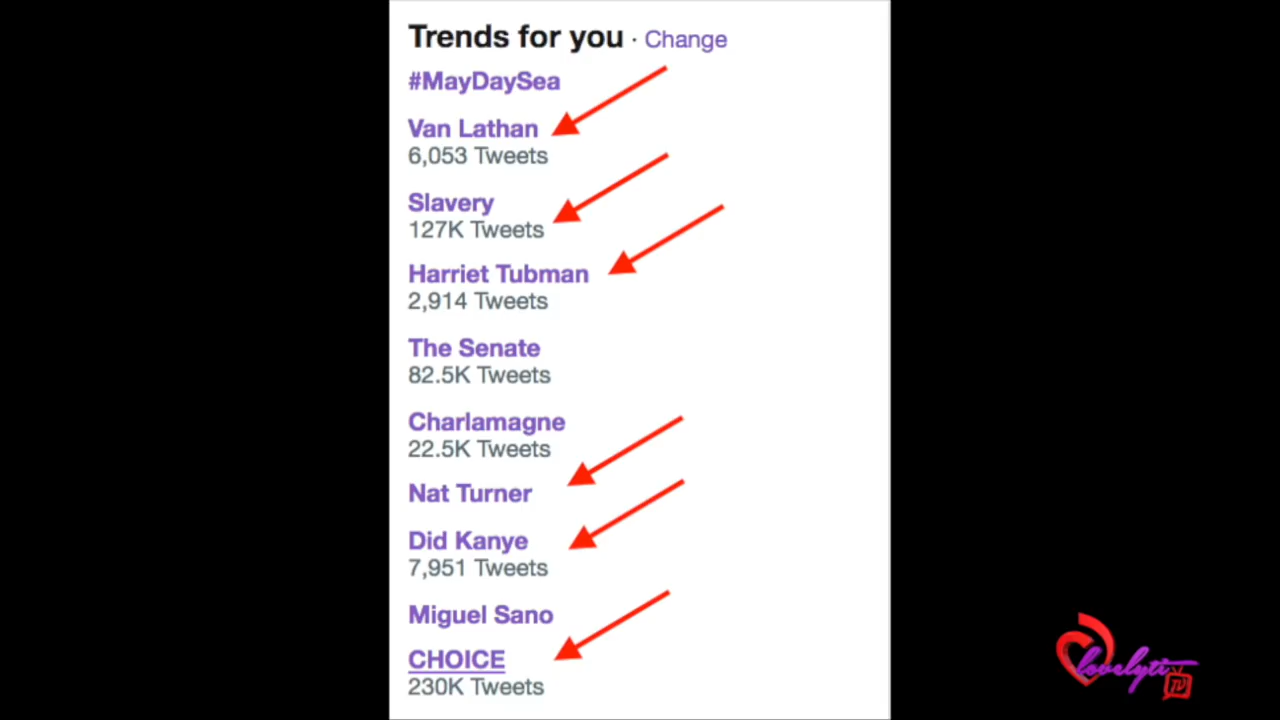 Trends for you · Change
#MayDaySea
Van Lathan
6,053 Tweets
Slavery
127K Tweets
Harriet Tubman
2,914 Tweets
The Senate
82.5K Tweets
Charlamagne
22.5K Tweets
Nat Turner
Did Kanye
7,951 Tweets
Miguel Sano
CHOICE
230K Tweets
lovelyti
TV